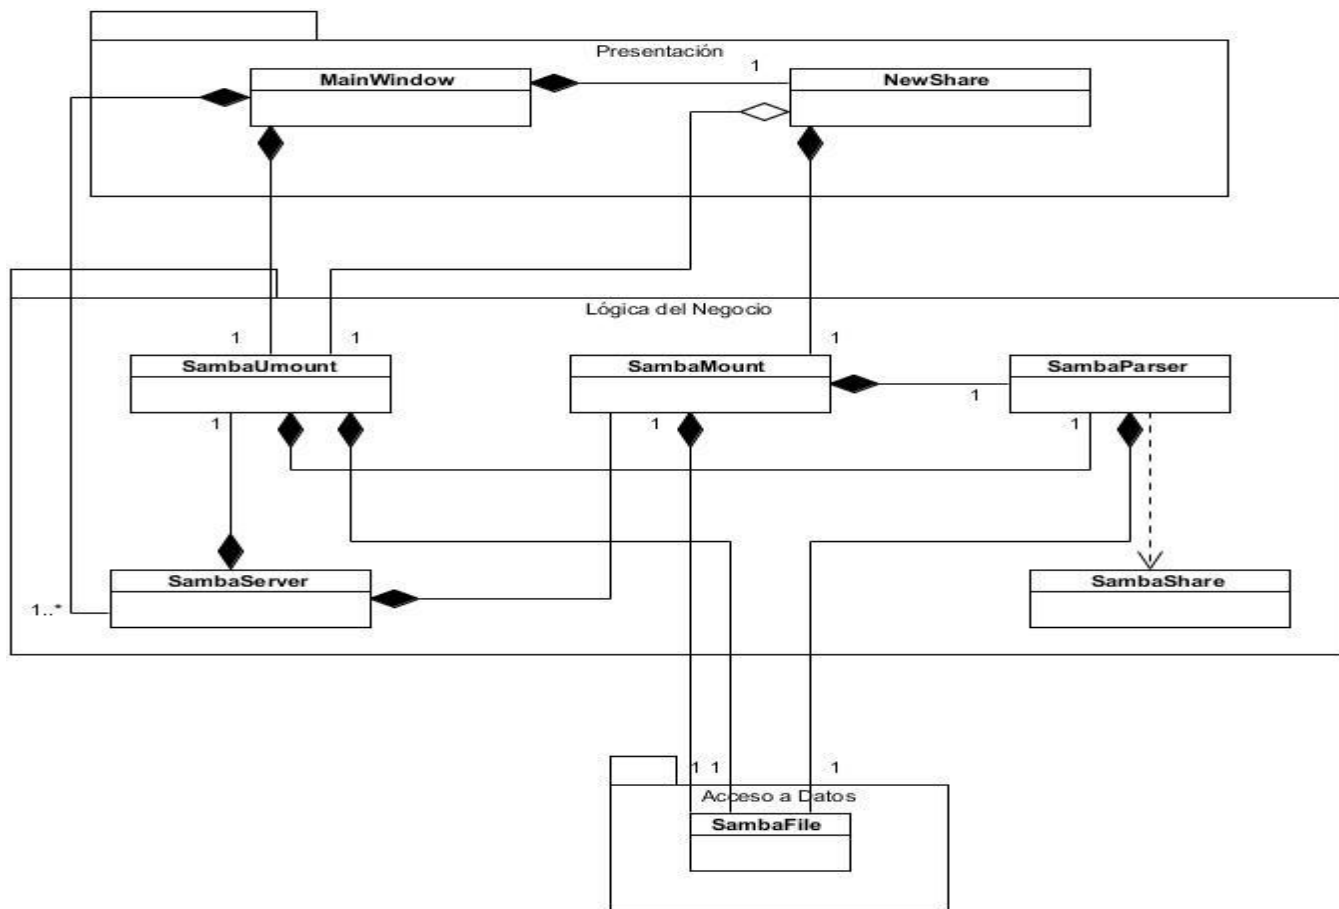 Presentación
MainWindow
1
NewShare
Lógica del Negocio
1
1
1
SambaUmount
SambaMount
SambaParser
1
1
1
1
SambaServer
SambaShare
1..*
1
1
1
Acceso a Datos
SambaFile